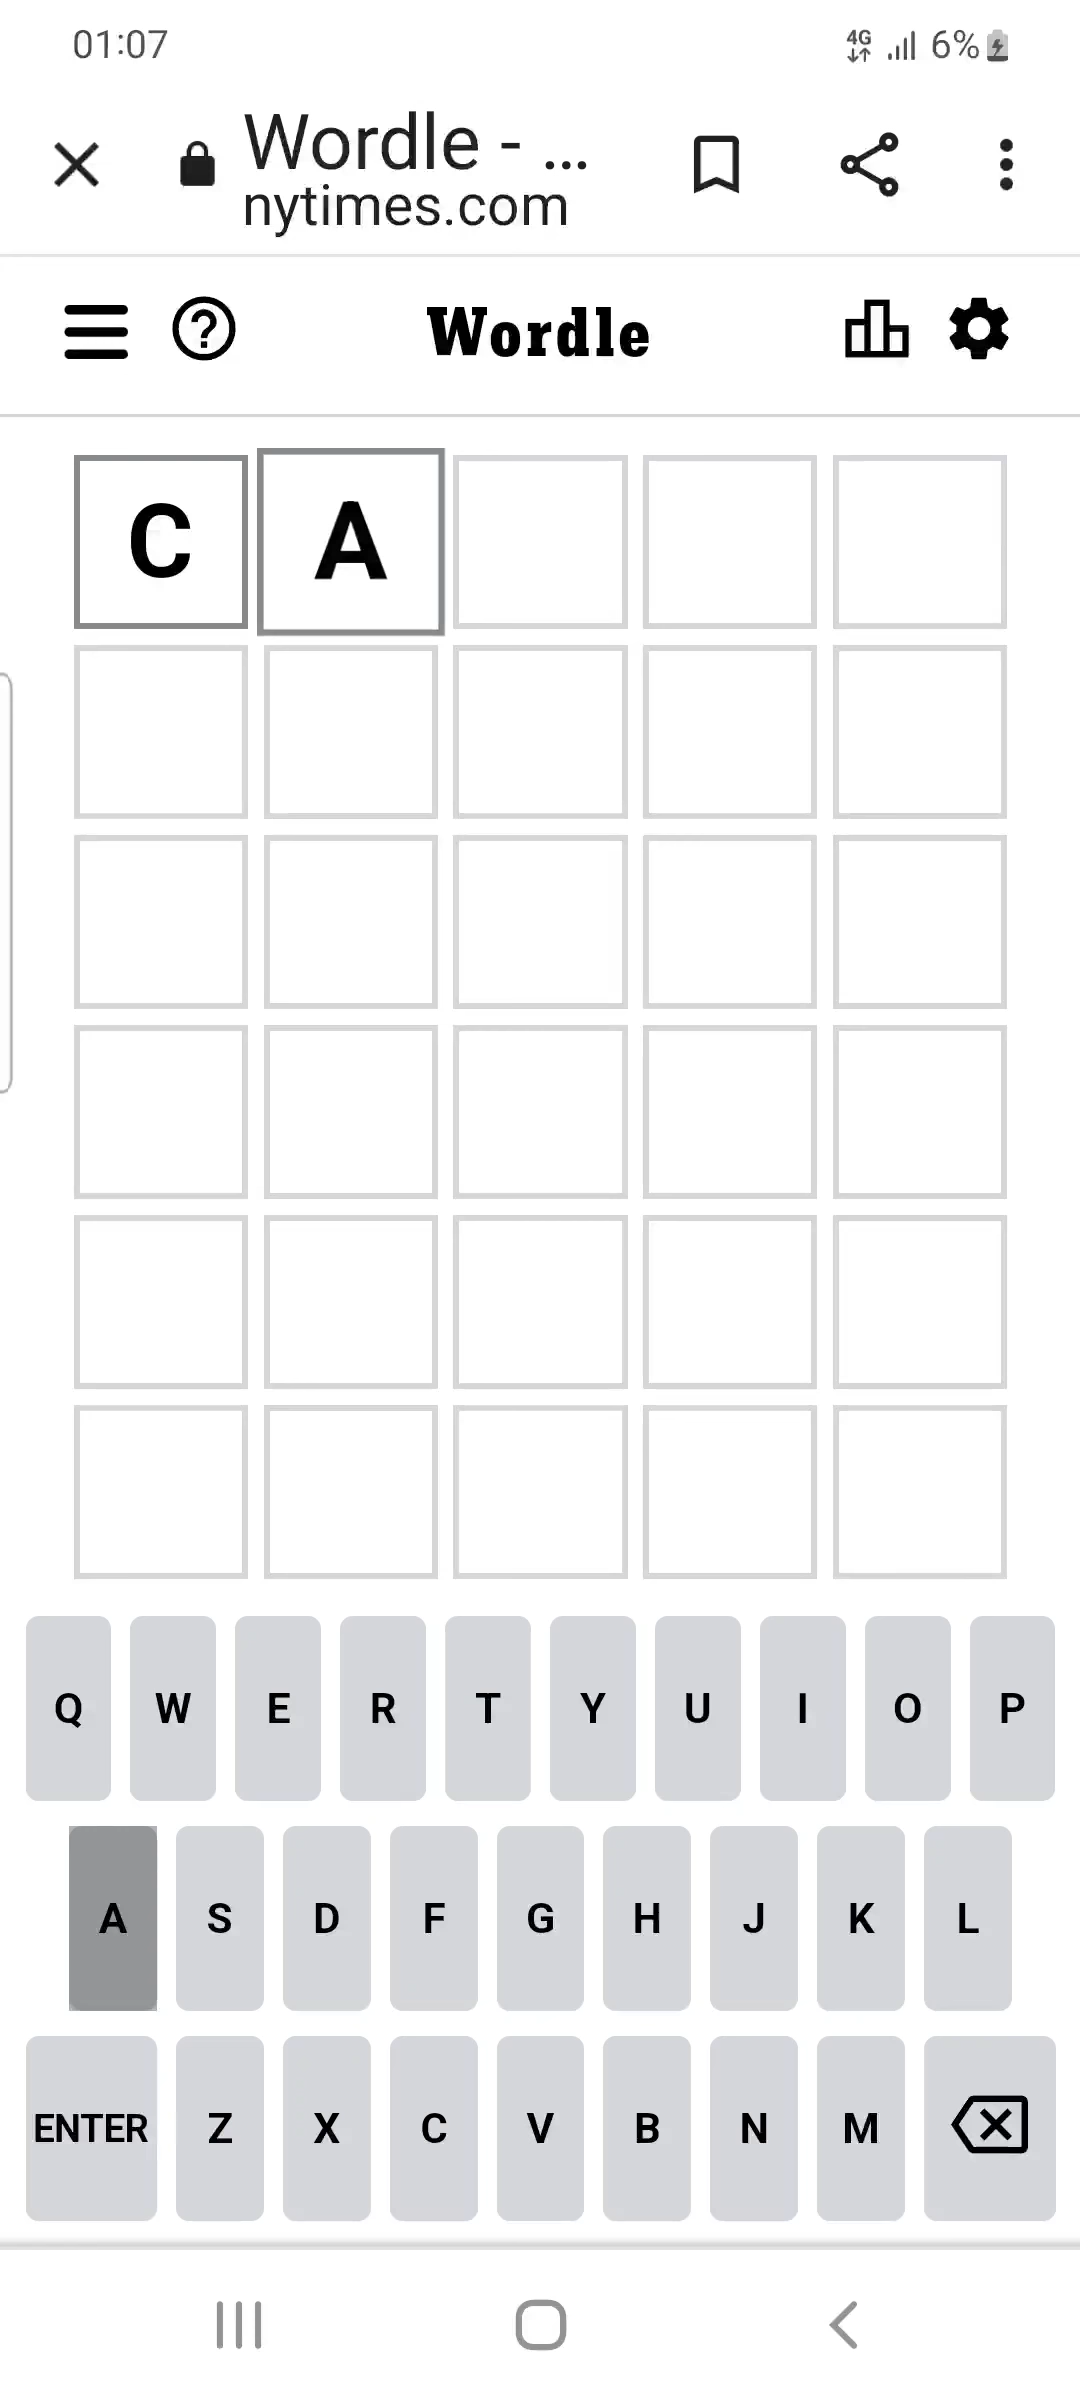 01:07 4G 6%
Wordle - ...
nytimes.com
Wordle
C A
Q W E R T Y U I O P
A S D F G H J K L
ENTER Z X C V B N M